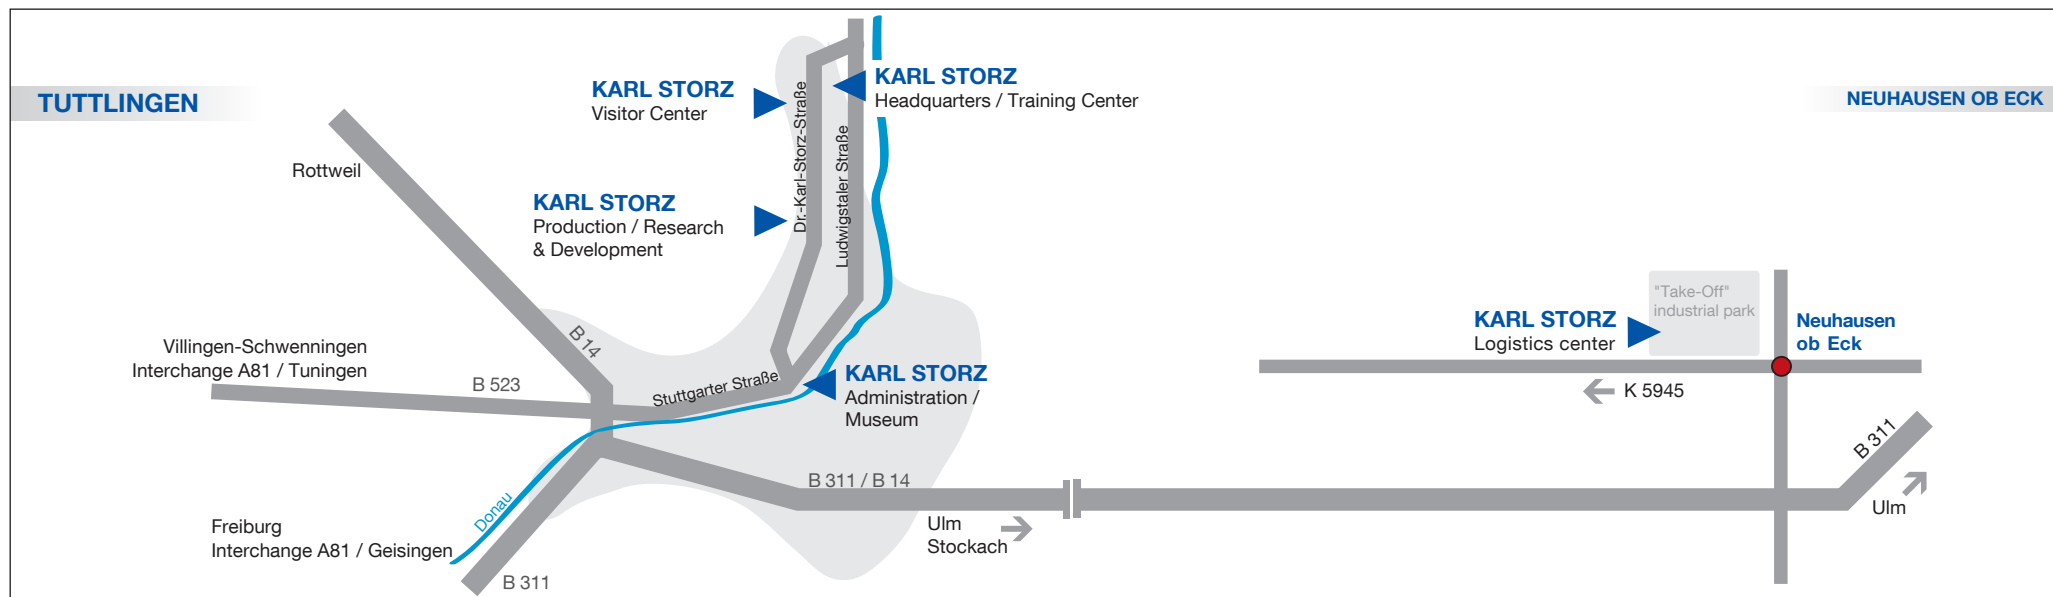 TUTTLINGEN
NEUHAUSEN OB ECK
KARL STORZ
Visitor Center
KARL STORZ
Headquarters / Training Center
Dr.-Karl-Storz-Straße
Ludwigstaler Straße
Rottweil
KARL STORZ
Production / Research
& Development
B 14
Villingen-Schwenningen
Interchange A81 / Tuningen
B 523
Stuttgarter Straße
KARL STORZ
Administration /
Museum
"Take-Off"
industrial park
KARL STORZ
Logistics center
Neuhausen
ob Eck
K 5945
B 311
Ulm
B 311 / B 14
Ulm
Stockach
Donau
Freiburg
Interchange A81 / Geisingen
B 311